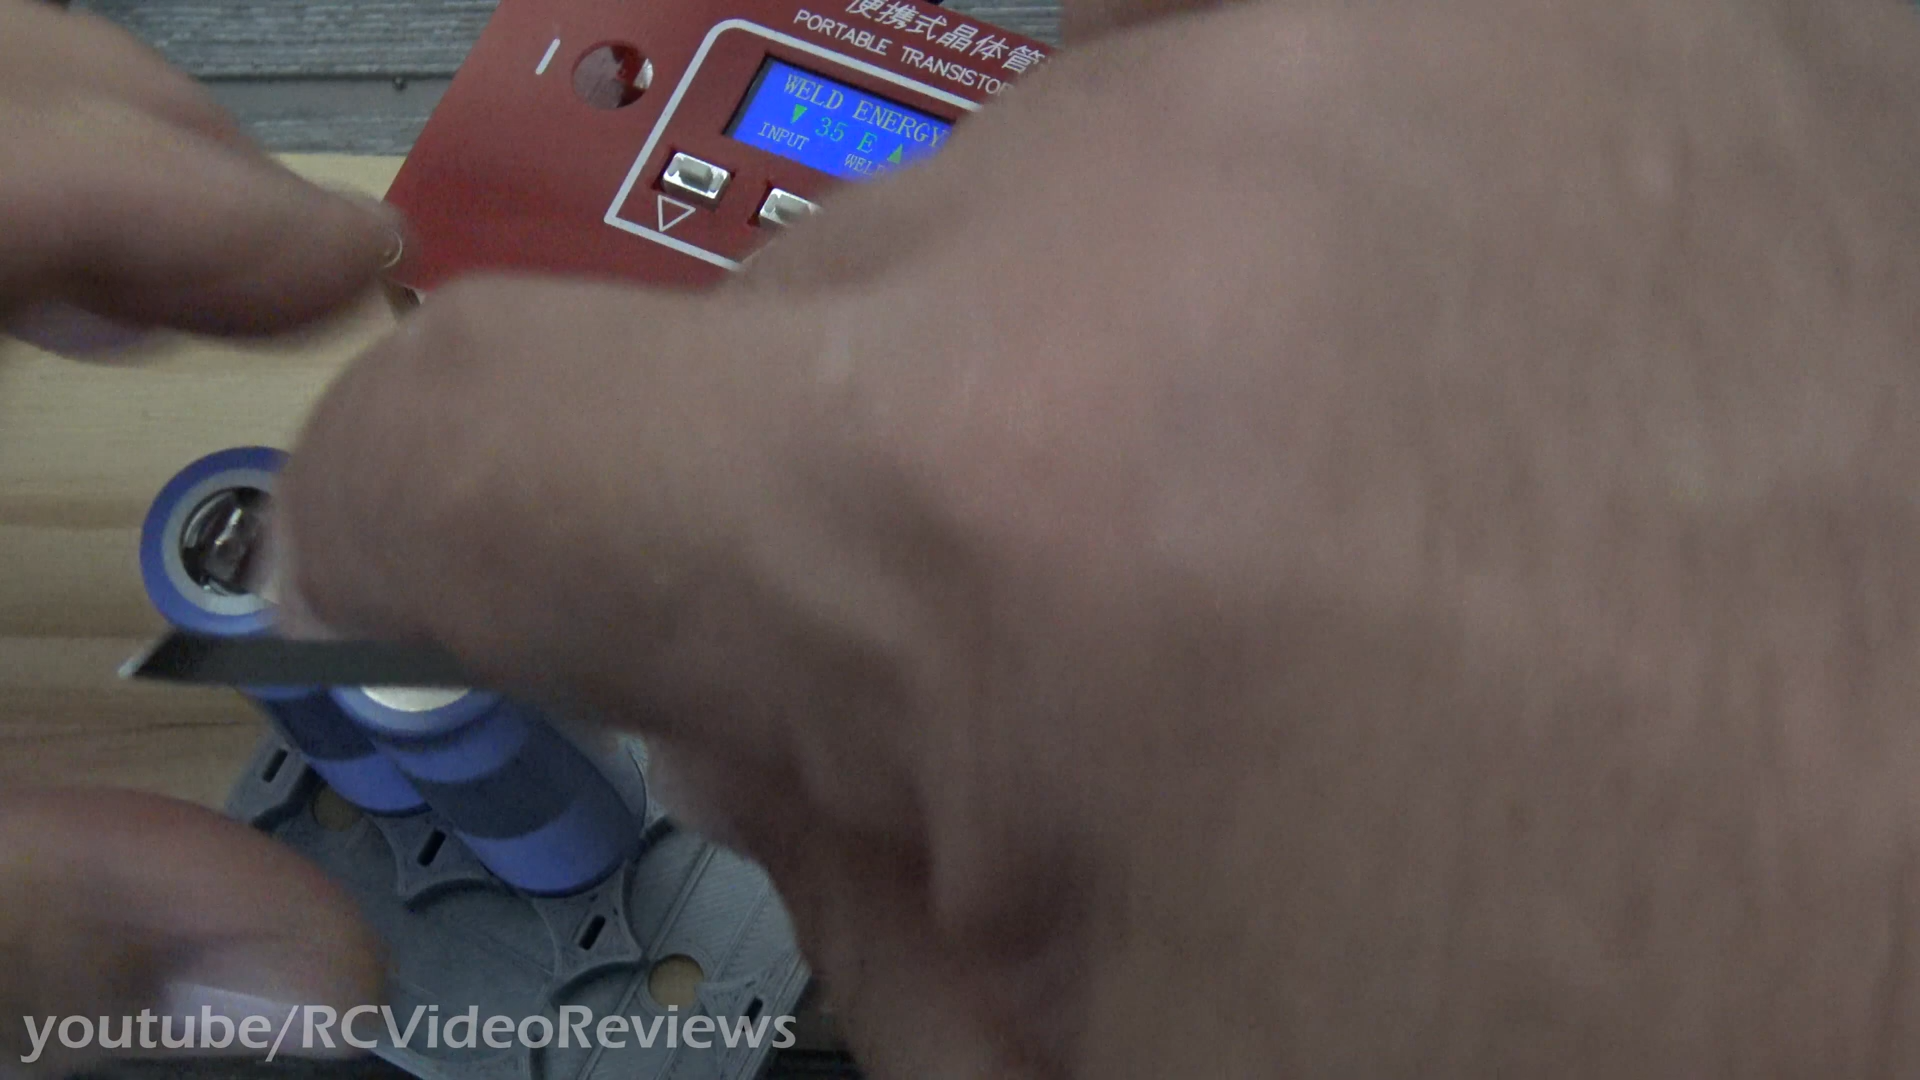 便携式晶体管
PORTABLE TRANSISTOR
WELD ENERGY
35 E
INPUT
youtube/RCVideoReviews